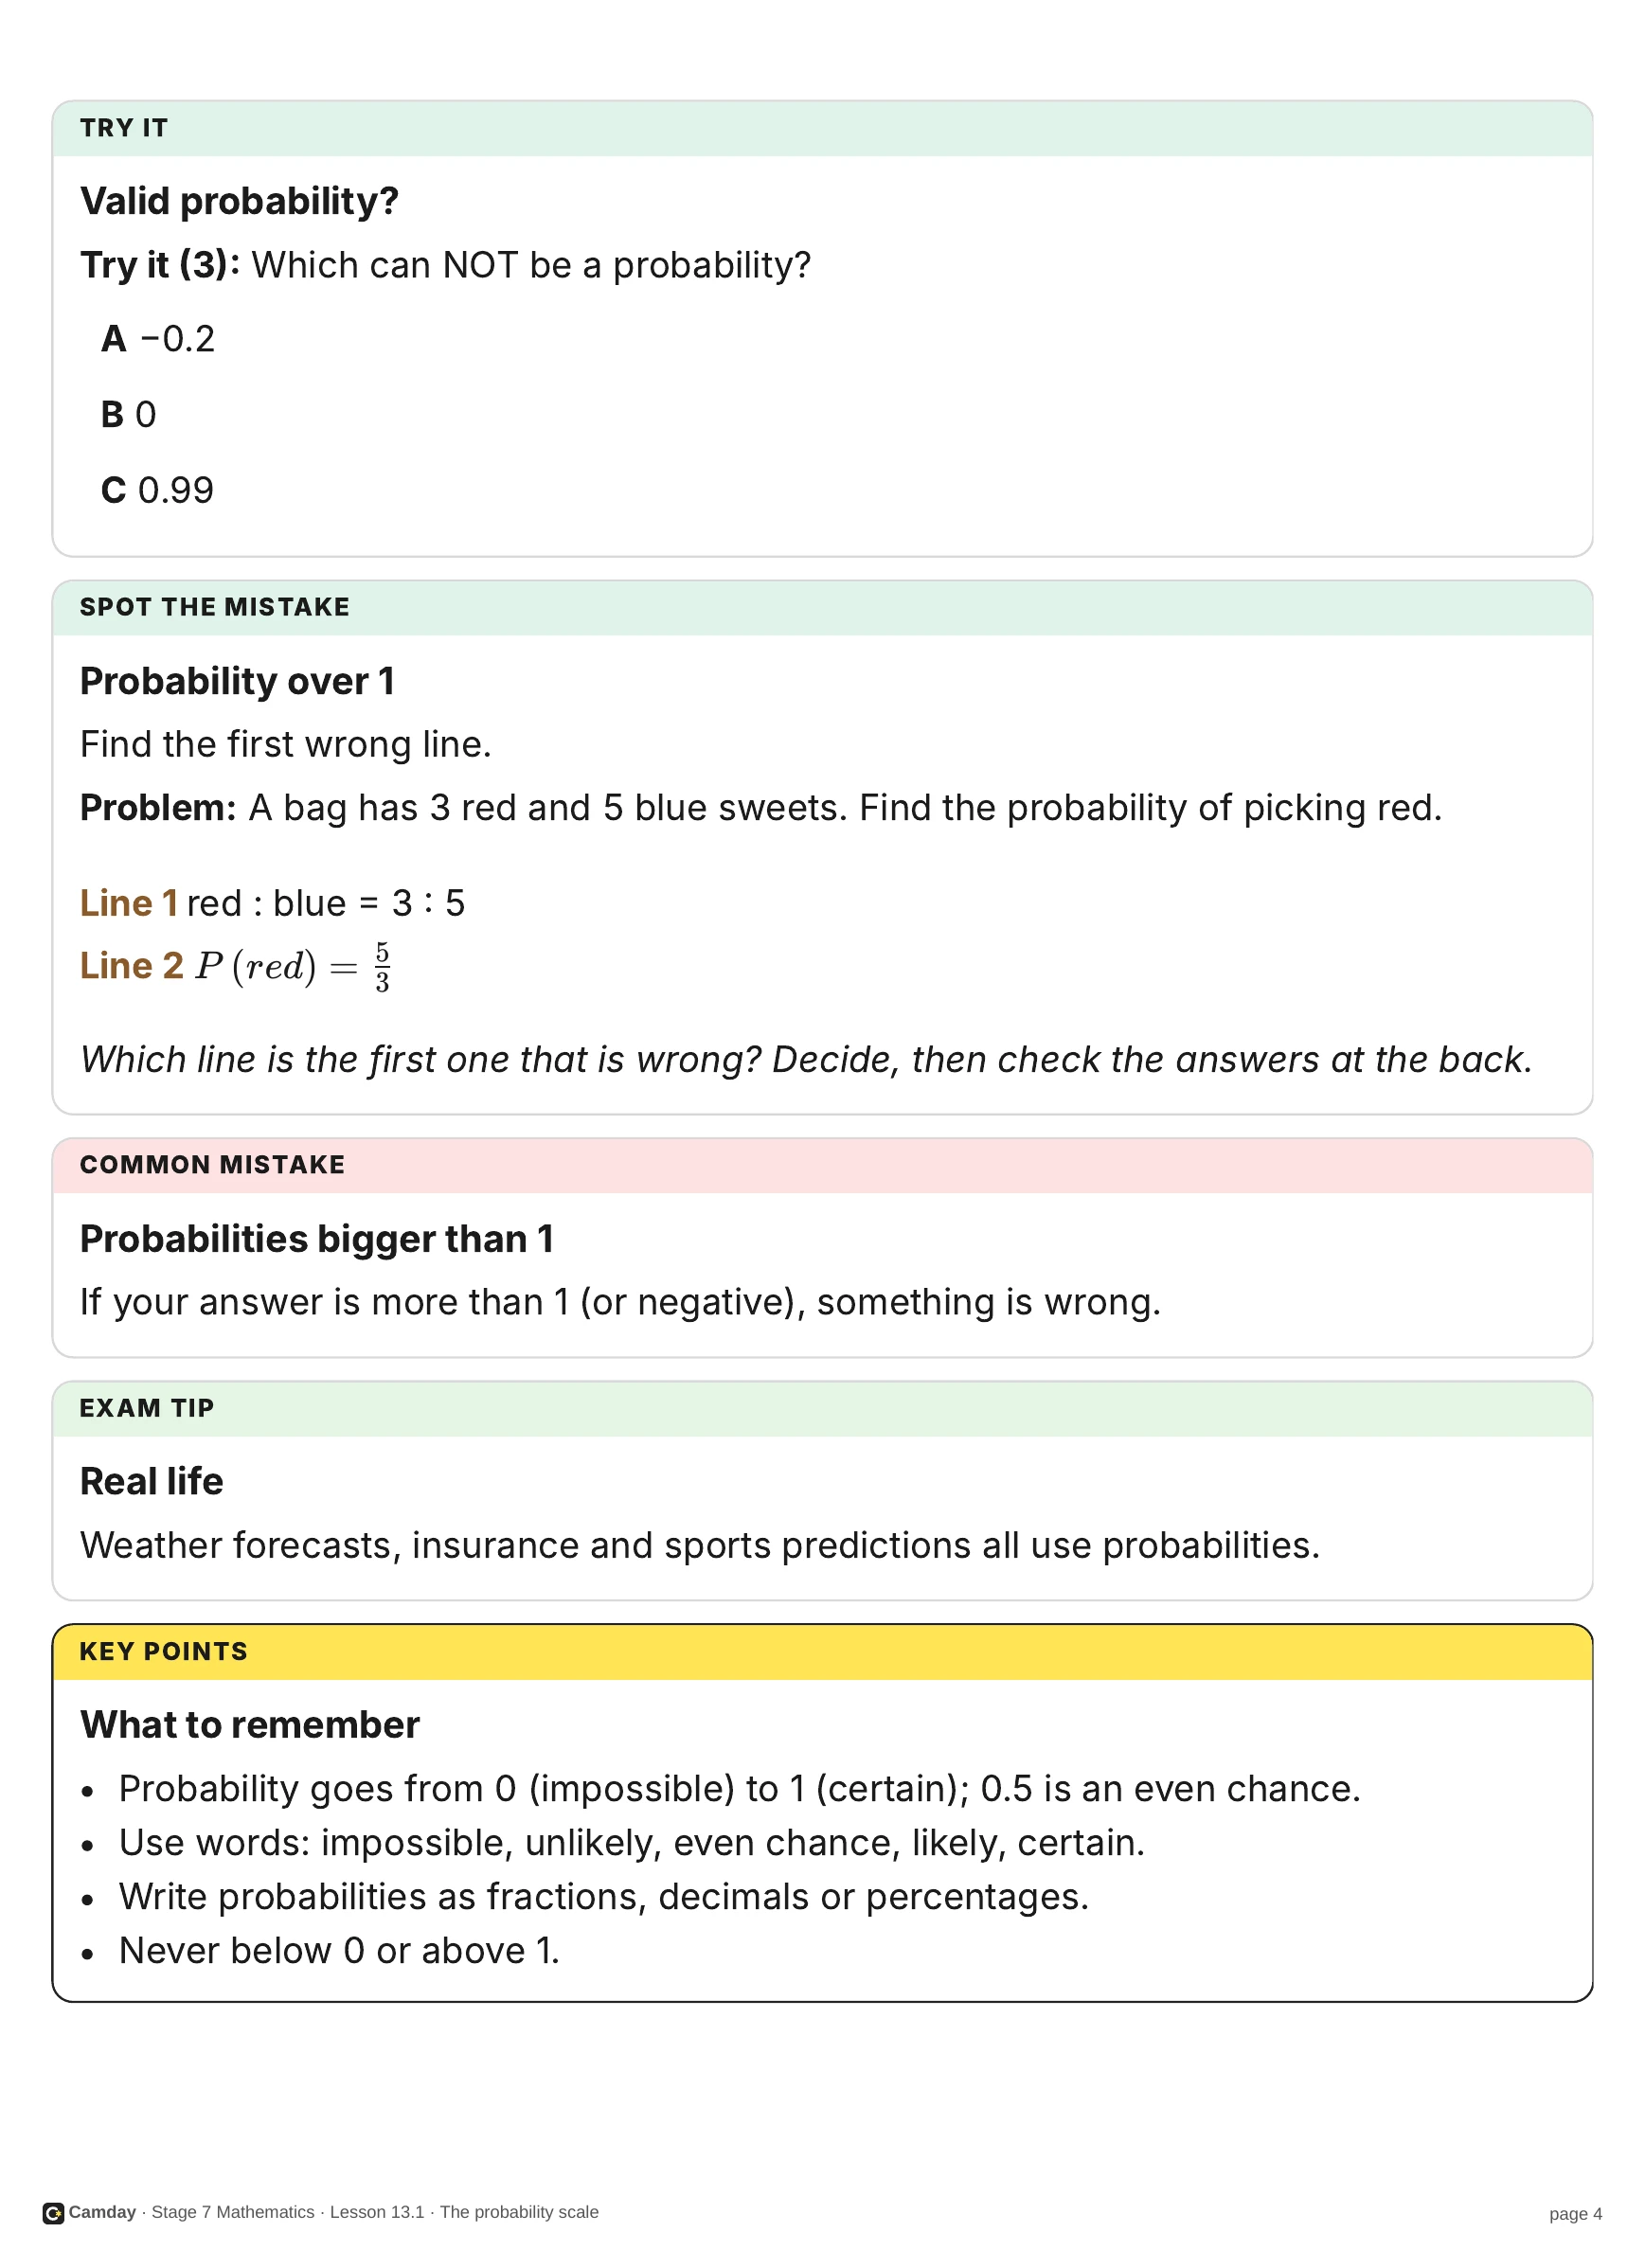 TRY IT
Valid probability?
Try it (3): Which can NOT be a probability?
A −0.2
B 0
C 0.99
SPOT THE MISTAKE
Probability over 1
Find the first wrong line.
Problem: A bag has 3 red and 5 blue sweets. Find the probability of picking red.
Line 1 red : blue = 3 : 5
Line 2 P (red) = 5/3
Which line is the first one that is wrong? Decide, then check the answers at the back.
COMMON MISTAKE
Probabilities bigger than 1
If your answer is more than 1 (or negative), something is wrong.
EXAM TIP
Real life
Weather forecasts, insurance and sports predictions all use probabilities.
KEY POINTS
What to remember
• Probability goes from 0 (impossible) to 1 (certain); 0.5 is an even chance.
• Use words: impossible, unlikely, even chance, likely, certain.
• Write probabilities as fractions, decimals or percentages.
• Never below 0 or above 1.
Camday · Stage 7 Mathematics · Lesson 13.1 · The probability scale
page 4